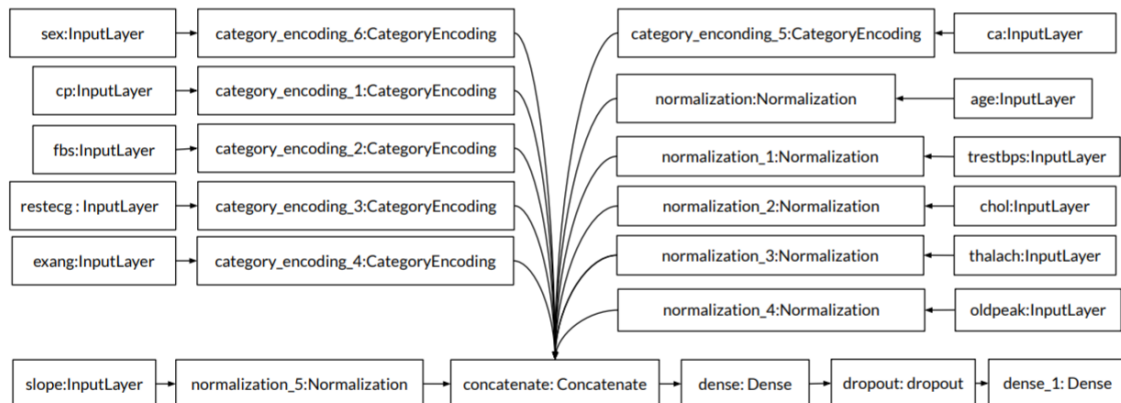 sex:InputLayer
category_encoding_6:CategoryEncoding
category_enconding_5:CategoryEncoding
ca:InputLayer
cp:InputLayer
category_encoding_1:CategoryEncoding
normalization:Normalization
age:InputLayer
fbs:InputLayer
category_encoding_2:CategoryEncoding
normalization_1:Normalization
trestbps:InputLayer
restecg : InputLayer
category_encoding_3:CategoryEncoding
normalization_2:Normalization
chol:InputLayer
exang:InputLayer
category_encoding_4:CategoryEncoding
normalization_3:Normalization
thalach:InputLayer
normalization_4:Normalization
oldpeak:InputLayer
slope:InputLayer
normalization_5:Normalization
concatenate: Concatenate
dense: Dense
dropout: dropout
dense_1: Dense